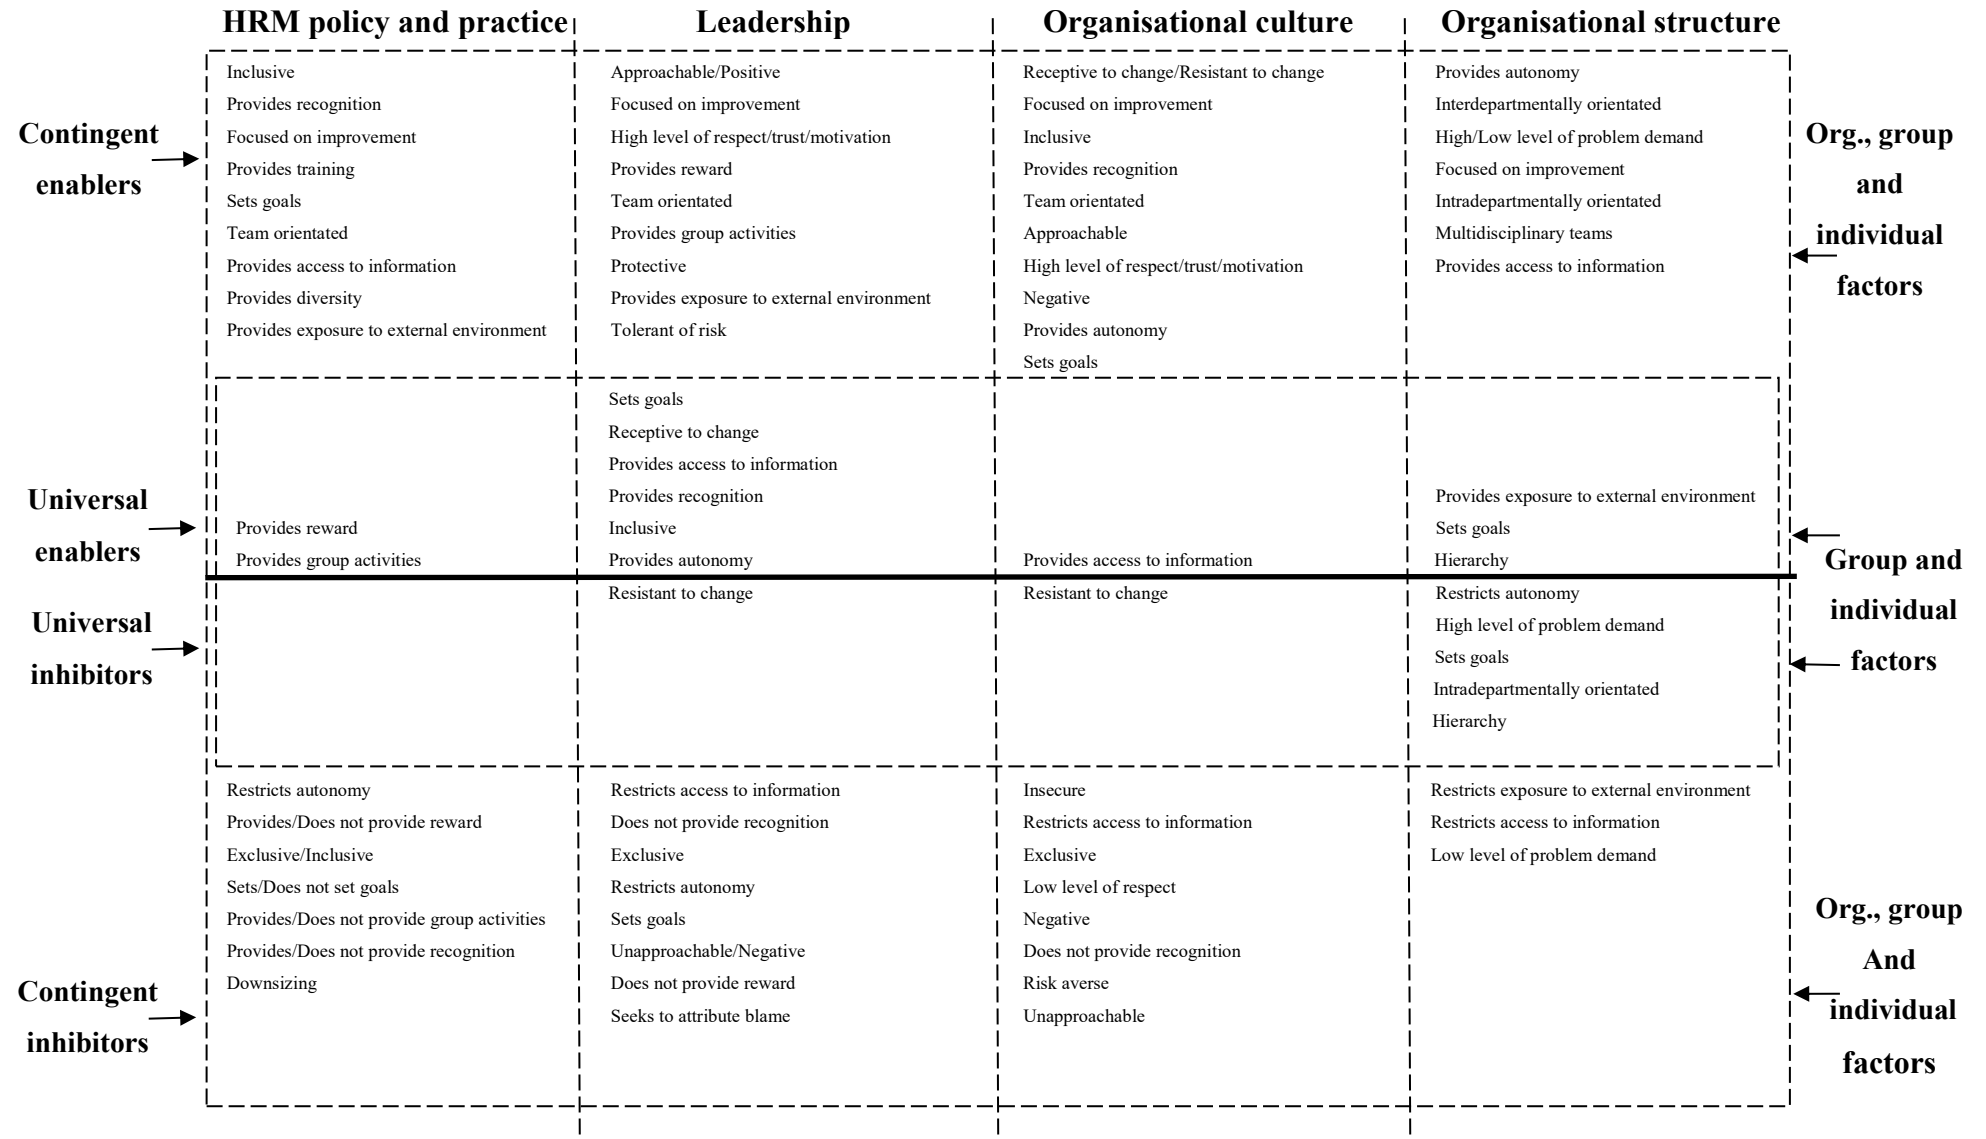 HRM policy and practice
Leadership
Organisational culture
Organisational structure
Contingent
enablers
Inclusive
Provides recognition
Focused on improvement
Provides training
Sets goals
Team orientated
Provides access to information
Provides diversity
Provides exposure to external environment
Approachable/Positive
Focused on improvement
High level of respect/trust/motivation
Provides reward
Team orientated
Provides group activities
Protective
Provides exposure to external environment
Tolerant of risk
Receptive to change/Resistant to change
Focused on improvement
Inclusive
Provides recognition
Team orientated
Approachable
High level of respect/trust/motivation
Negative
Provides autonomy
Sets goals
Provides autonomy
Interdepartmentally orientated
High/Low level of problem demand
Focused on improvement
Intradepartmentally orientated
Multidisciplinary teams
Provides access to information
Org., group
and
individual
factors
Universal
enablers
Provides reward
Provides group activities
Sets goals
Receptive to change
Provides access to information
Provides recognition
Inclusive
Provides autonomy
Provides access to information
Provides exposure to external environment
Sets goals
Hierarchy
Group and
individual
factors
Universal
inhibitors
Resistant to change
Resistant to change
Restricts autonomy
High level of problem demand
Sets goals
Intradepartmentally orientated
Hierarchy
Contingent
inhibitors
Restricts autonomy
Provides/Does not provide reward
Exclusive/Inclusive
Sets/Does not set goals
Provides/Does not provide group activities
Provides/Does not provide recognition
Downsizing
Restricts access to information
Does not provide recognition
Exclusive
Restricts autonomy
Sets goals
Unapproachable/Negative
Does not provide reward
Seeks to attribute blame
Insecure
Restricts access to information
Exclusive
Low level of respect
Negative
Does not provide recognition
Risk averse
Unapproachable
Restricts exposure to external environment
Restricts access to information
Low level of problem demand
Org., group
And
individual
factors